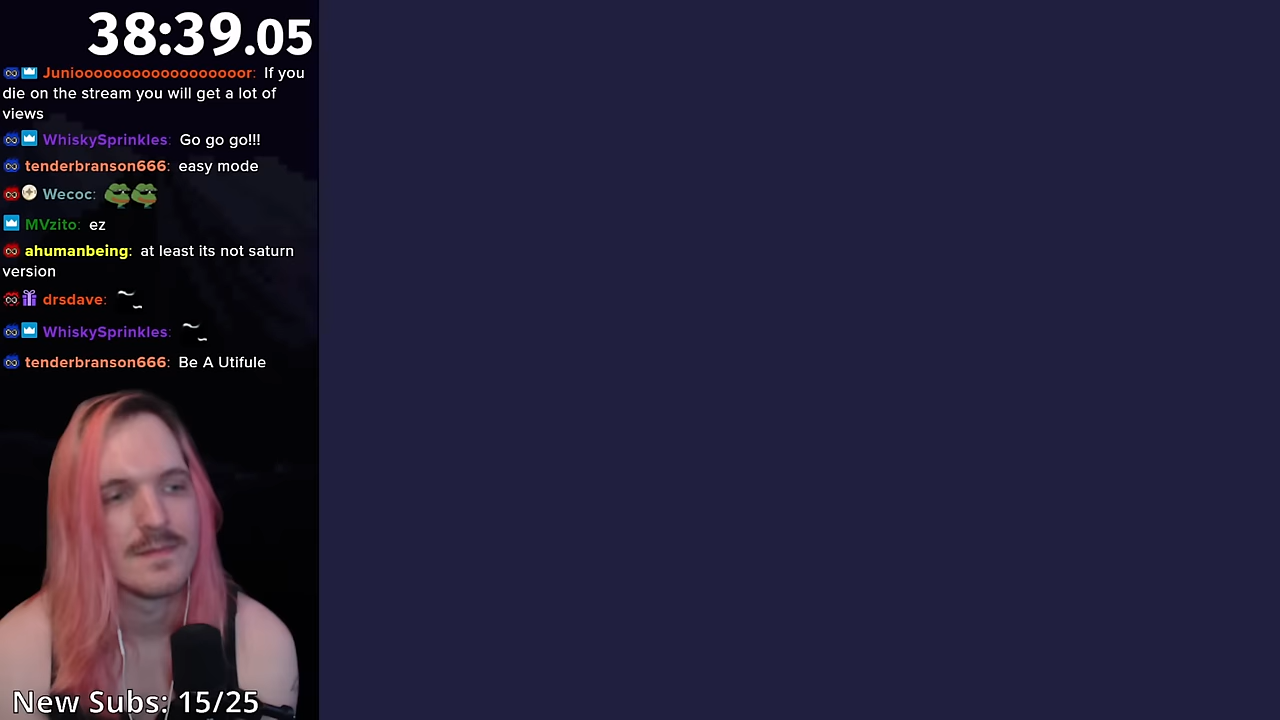 38:39.05
Juniooooooooooooooooooor: If you
die on the stream you will get a lot of
views
WhiskySprinkles: Go go go!!!
tenderbranson666: easy mode
Wecoc:
MVzito: ez
ahumanbeing: at least its not saturn
version
drsdave:
WhiskySprinkles:
tenderbranson666: Be A Utifule
New Subs: 15/25